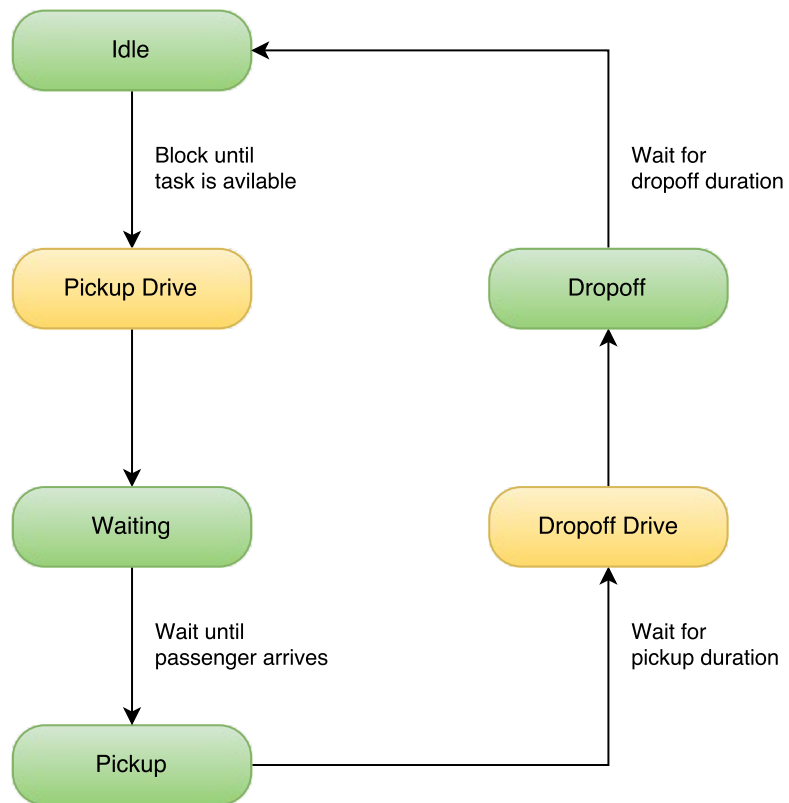 Idle
Block until
task is avilable
Pickup Drive
Waiting
Wait until
passenger arrives
Pickup
Wait for
pickup duration
Dropoff Drive
Dropoff
Wait for
dropoff duration